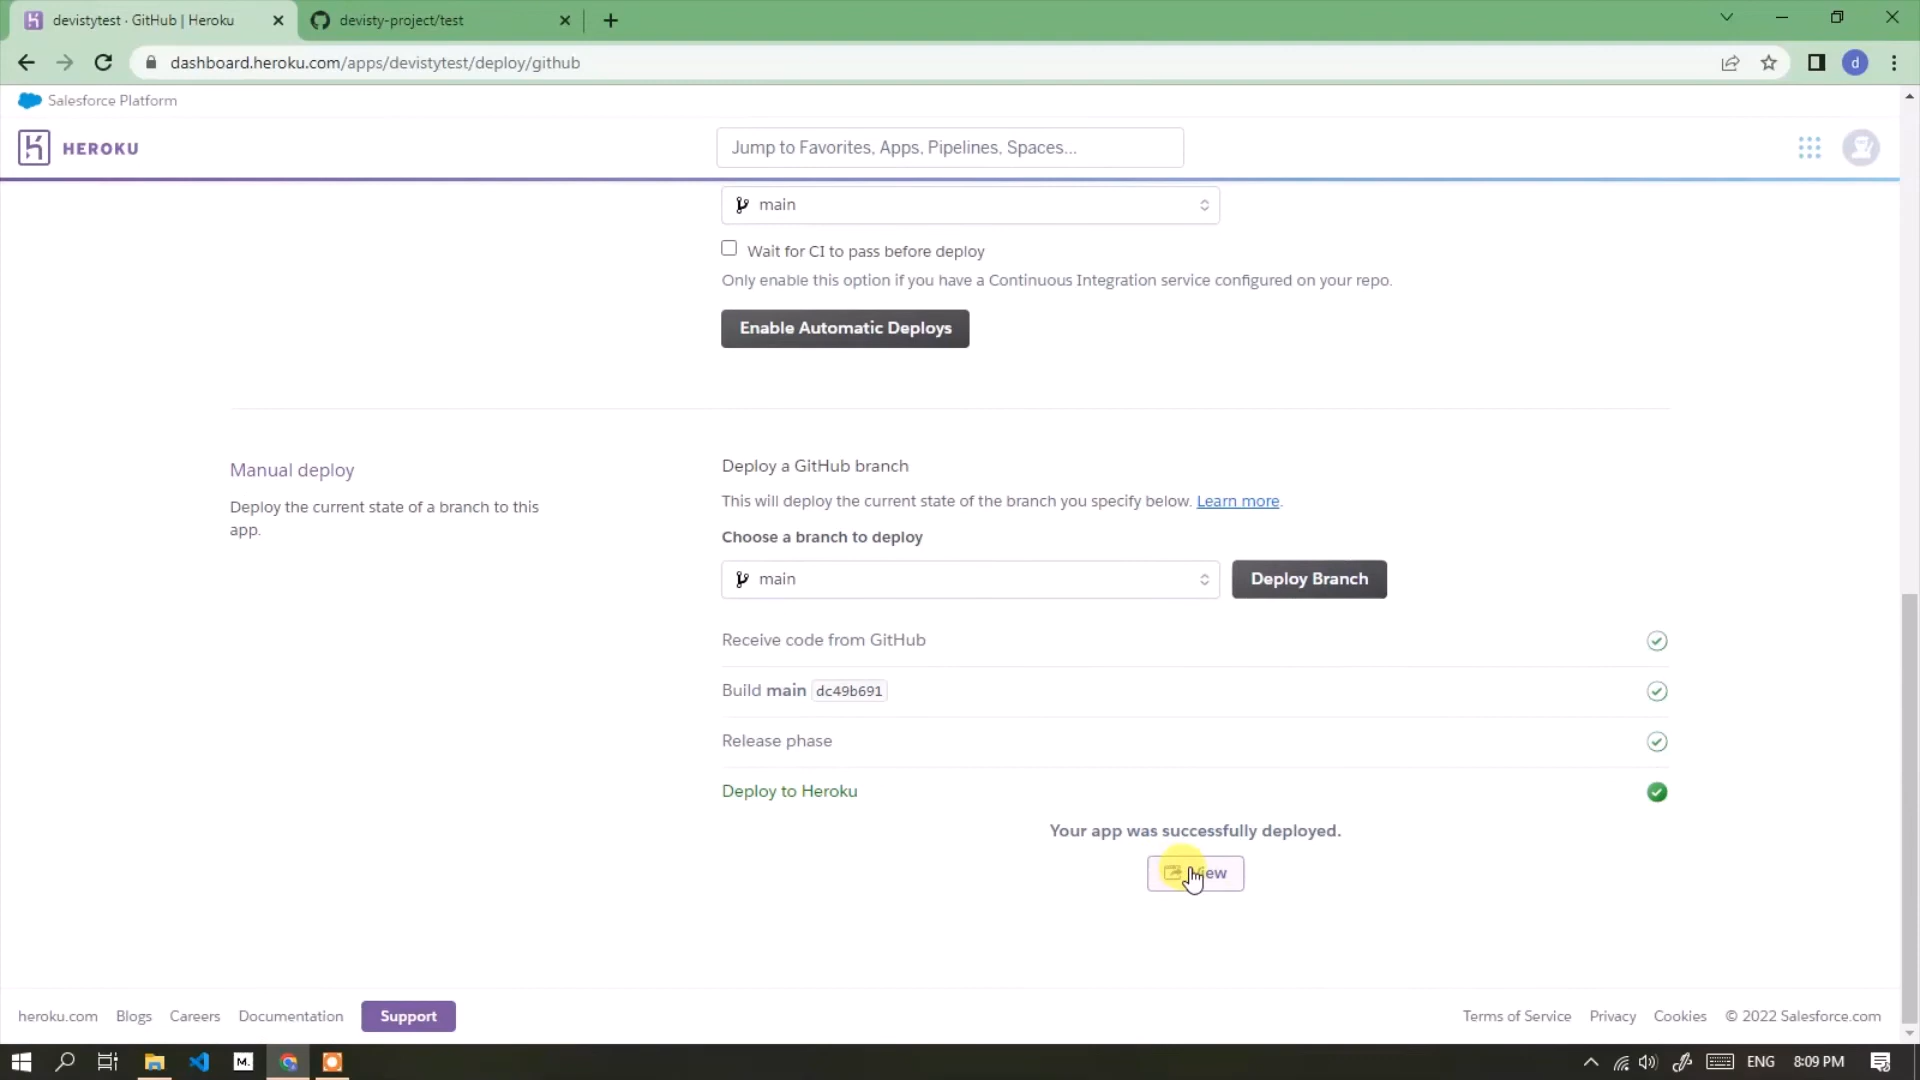 devistytest · GitHub | Heroku
devisty-project/test
dashboard.heroku.com/apps/devistytest/deploy/github
d
Salesforce Platform
HEROKU
Jump to Favorites, Apps, Pipelines, Spaces...
main
Wait for CI to pass before deploy
Only enable this option if you have a Continuous Integration service configured on your repo.
Enable Automatic Deploys
Manual deploy
Deploy the current state of a branch to this
app.
Deploy a GitHub branch
This will deploy the current state of the branch you specify below. Learn more.
Choose a branch to deploy
main
Deploy Branch
Receive code from GitHub
Build main dc49b691
Release phase
Deploy to Heroku
Your app was successfully deployed.
View
heroku.com Blogs Careers Documentation Support
Terms of Service Privacy Cookies © 2022 Salesforce.com
M.
ENG 8:09 PM